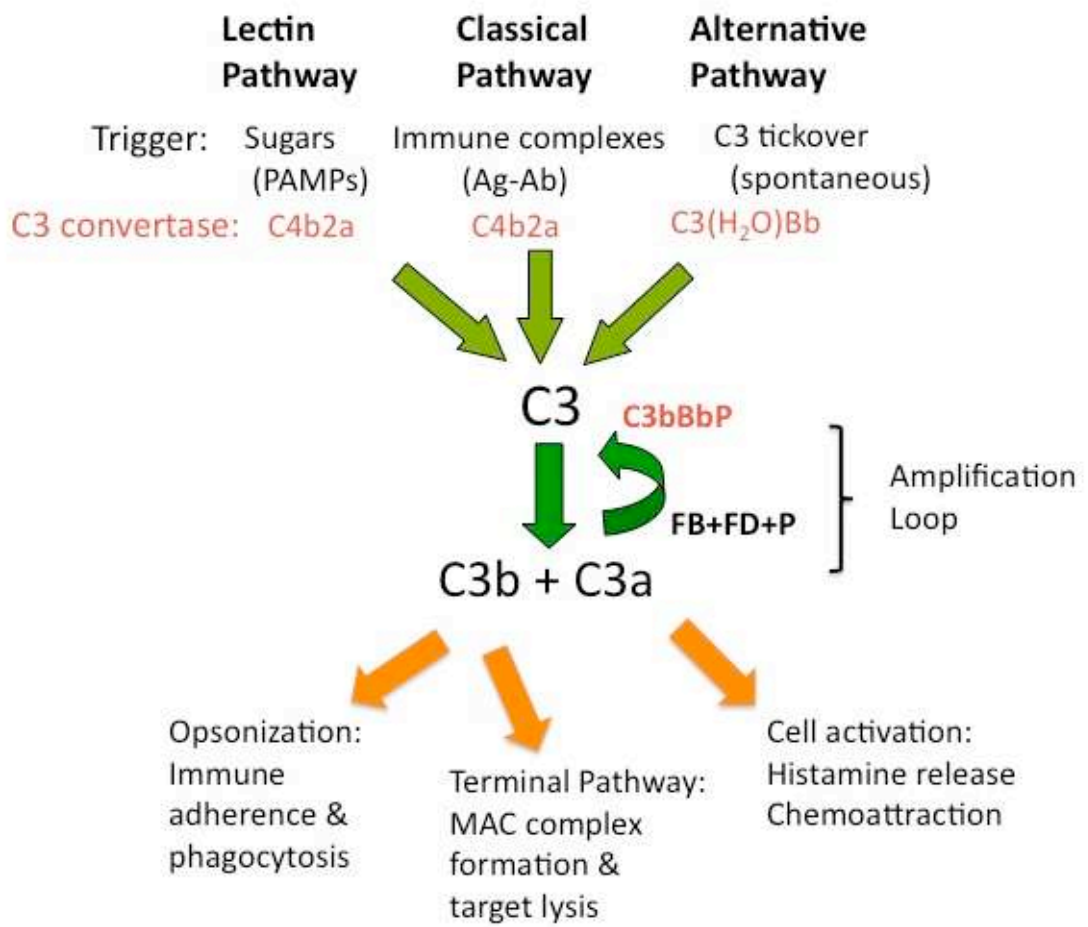 Lectin Pathway
Classical Pathway
Alternative Pathway
Trigger:
Sugars
(PAMPs)
Immune complexes
(Ag-Ab)
C3 tickover
(spontaneous)
C3 convertase: C4b2a C4b2a C3(H₂O)Bb
C3
C3bBbP
FB+FD+P
Amplification
Loop
C3b + C3a
Opsonization:
Immune
adherence &
phagocytosis
Terminal Pathway:
MAC complex
formation &
target lysis
Cell activation:
Histamine release
Chemoattraction